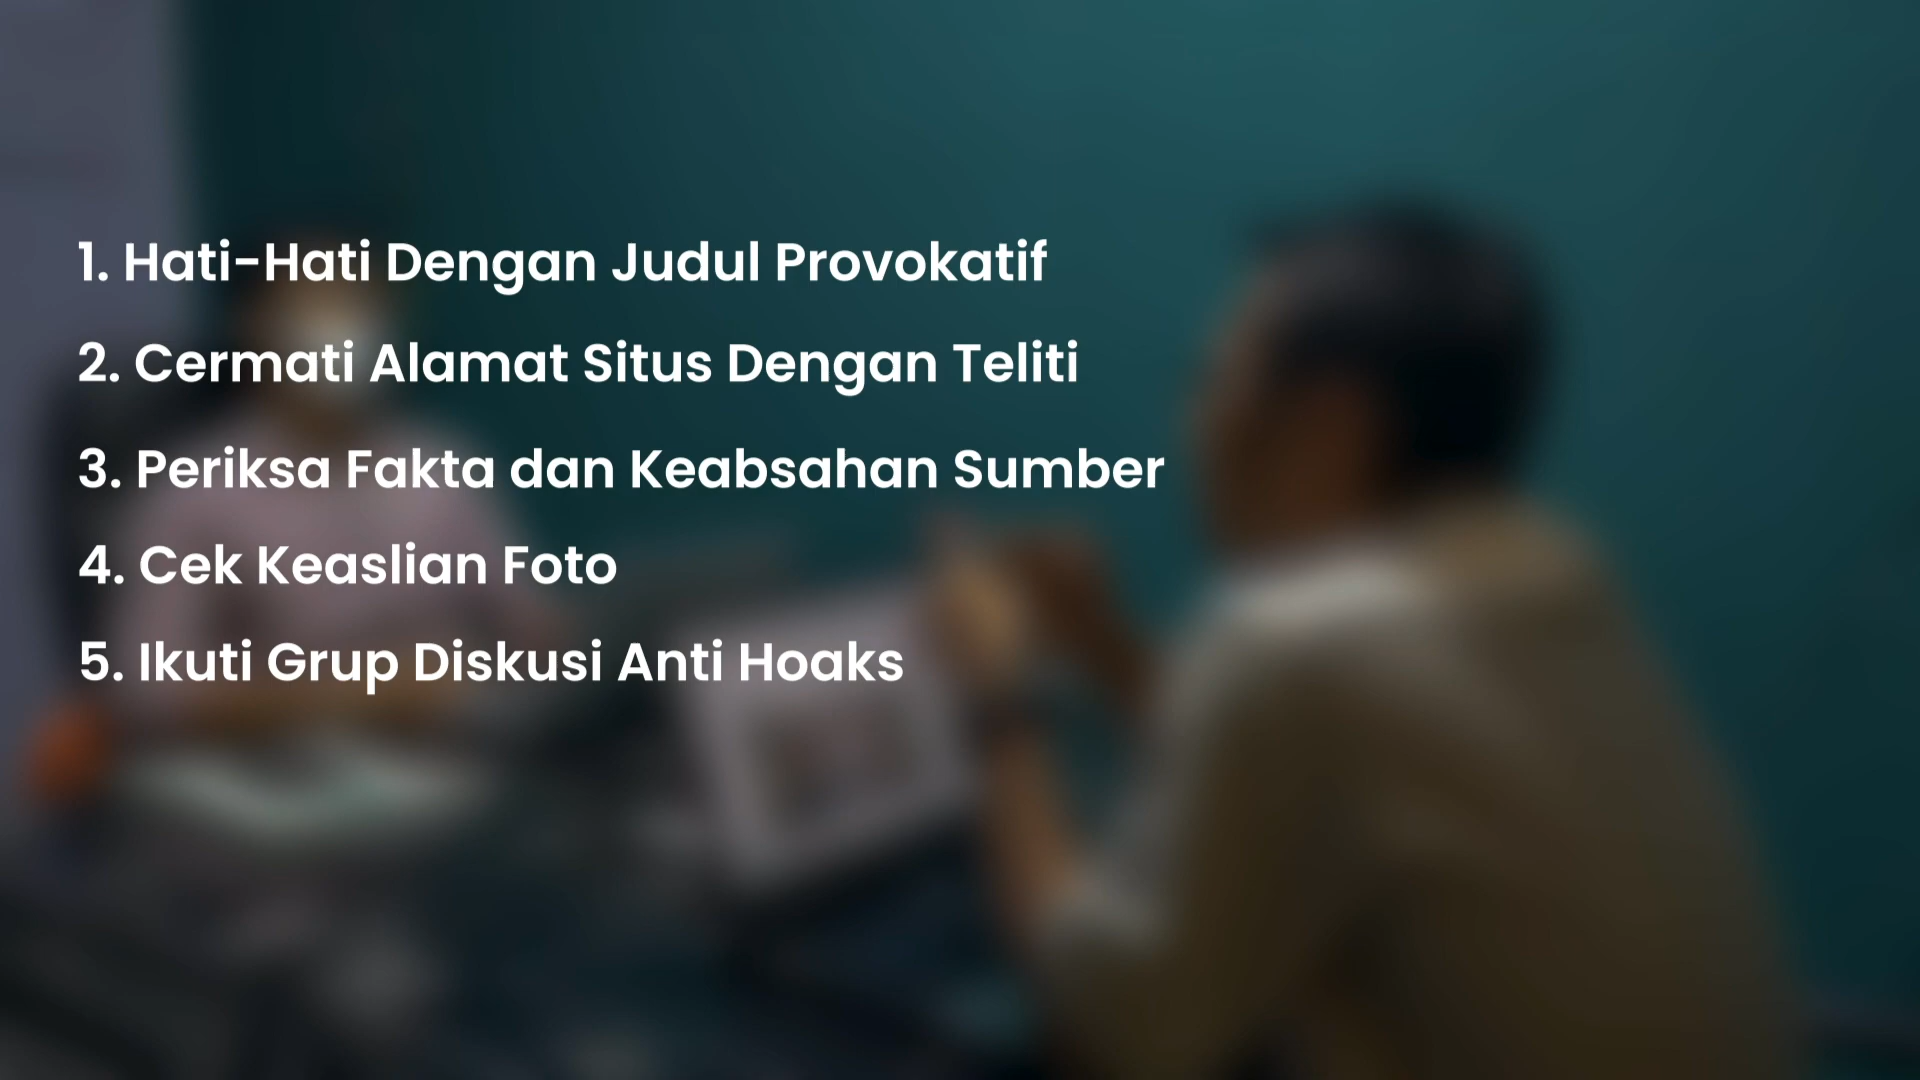 1. Hati-Hati Dengan Judul Provokatif
2. Cermati Alamat Situs Dengan Teliti
3. Periksa Fakta dan Keabsahan Sumber
4. Cek Keaslian Foto
5. Ikuti Grup Diskusi Anti Hoaks